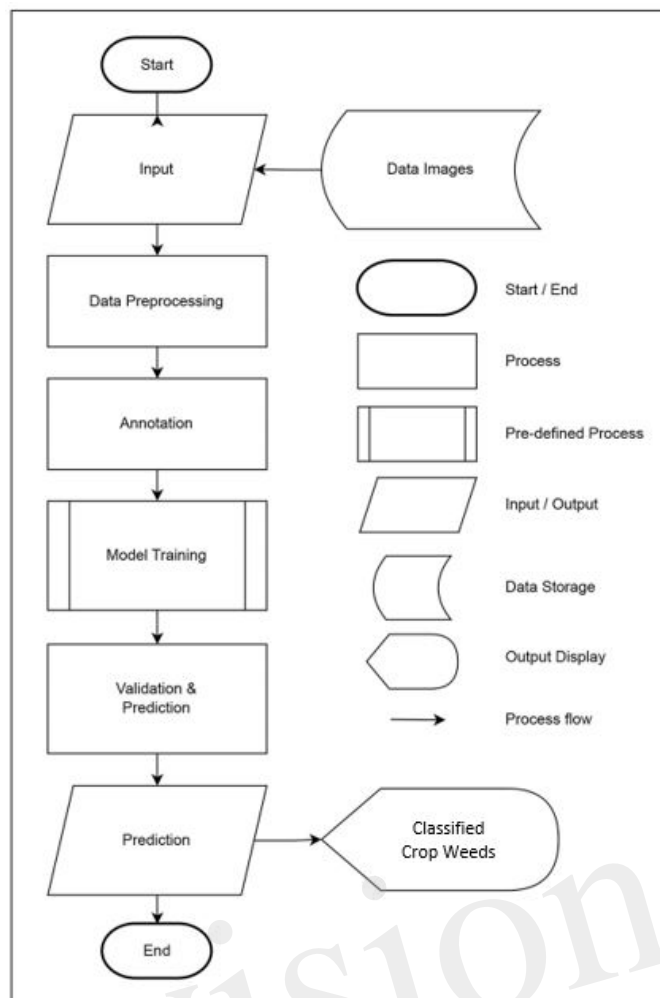 Start
Input
Data Images
Data Preprocessing
Annotation
Model Training
Validation &
Prediction
Prediction
Classified
Crop Weeds
End
Start / End
Process
Pre-defined Process
Input / Output
Data Storage
Output Display
Process flow
vision